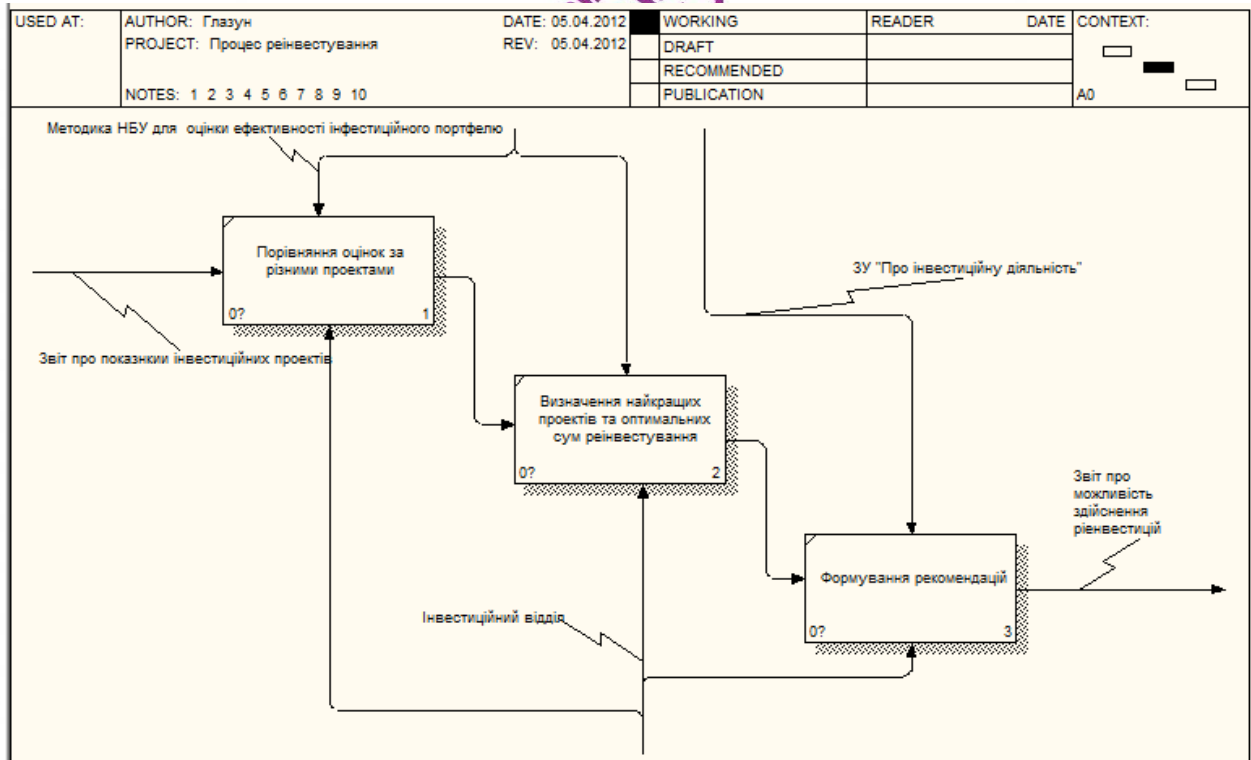 USED AT:
AUTHOR: Глазун
DATE: 05.04.2012
WORKING
READER
DATE
CONTEXT:
PROJECT: Процес реінвестування
REV: 05.04.2012
DRAFT
RECOMMENDED
NOTES: 1 2 3 4 5 6 7 8 9 10
PUBLICATION
A0
Методика НБУ для оцінки ефективності інфестиційного портфелю
Порівняння оцінок за
різними проектами
0? 1
ЗУ "Про інвестиційну діяльність"
Звіт про показнкии інвестиційних проектів
Визначення найкращих
проектів та оптимальних
сум реінвестування
0? 2
Звіт про
можливість
здійснення
ріенвестицій
Формування рекомендацій
0? 3
Інвестиційний відділ